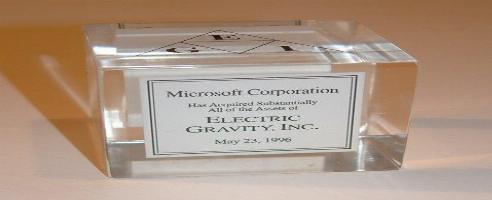 E
G I
Microsoft Corporation
Has Acquired Substantially
All of the Assets of
ELECTRIC
GRAVITY, INC.
May 23, 1996